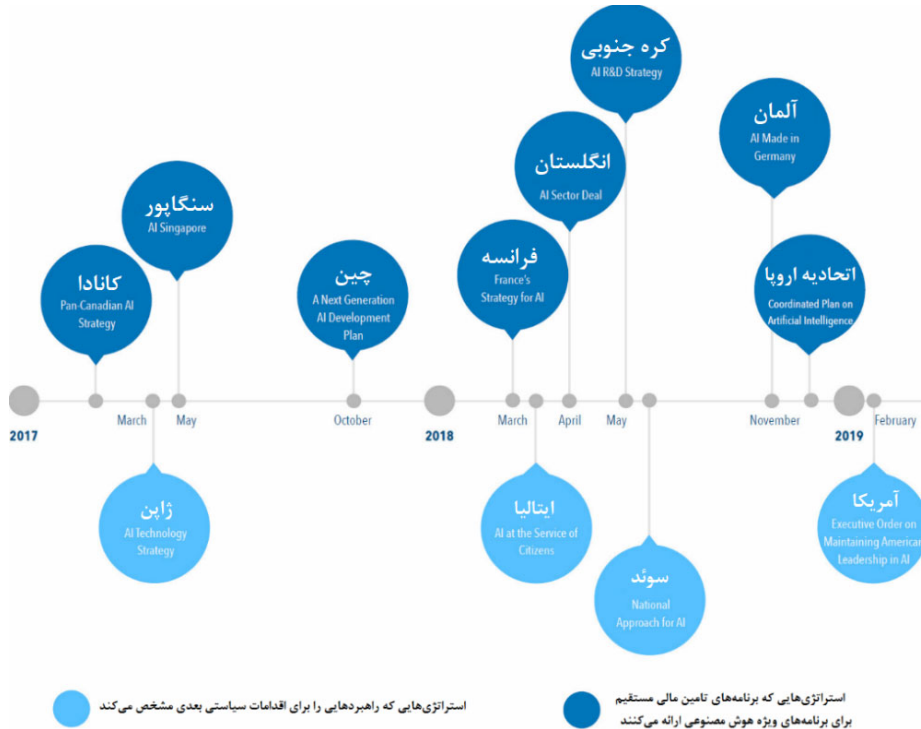 کره جنوبی
AI R&D Strategy
آلمان
AI Made in
Germany
انگلستان
AI Sector Deal
سنگاپور
AI Singapore
کانادا
Pan-Canadian AI
Strategy
چین
A Next Generation
AI Development
Plan
فرانسه
France's
Strategy for AI
اتحادیه اروپا
Coordinated Plan on
Artificial Intelligence
2017
March
May
October
2018
March
April
May
November
2019
February
ژاپن
AI Technology
Strategy
ایتالیا
AI at the Service of
Citizens
سوئد
National
Approach for AI
آمریکا
Executive Order on
Maintaining American
Leadership in AI
استراتژی‌هایی که برنامه‌های تامین مالی مستقیم
برای برنامه‌های ویژه هوش مصنوعی ارائه می‌کنند
استراتژی‌هایی که راهبردهایی را برای اقدامات سیاستی بعدی مشخص می‌کند